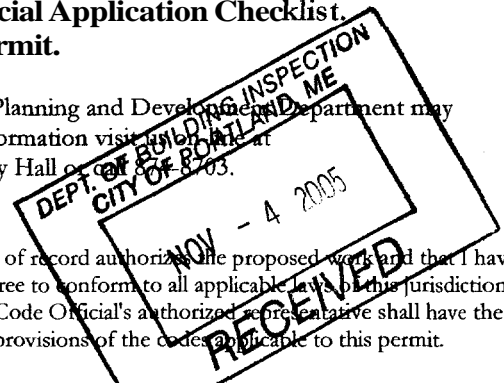 cial Application Checklist.
rmit.
Planning and Development Department may
ormation visit us on-line at
y Hall or call 874-8703.
DEPT. OF BUILDING INSPECTION
CITY OF PORTLAND, ME
NOV - 4 2005
RECEIVED
of record authorizes the proposed work and that I hav
ree to conform to all applicable laws of this jurisdiction
Code Official's authorized representative shall have the
provisions of the codes applicable to this permit.